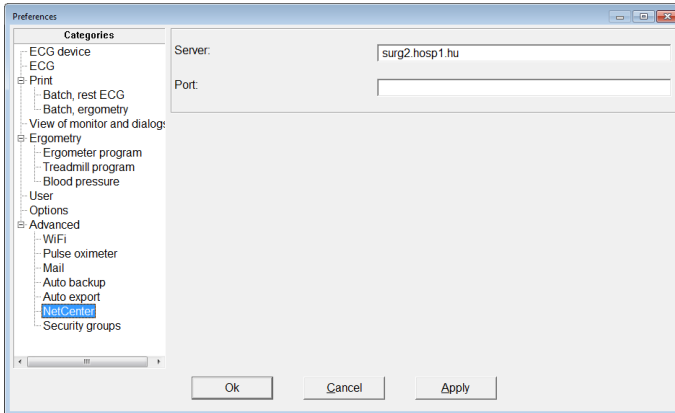 Preferences
Categories
ECG device
ECG
Print
Batch, rest ECG
Batch, ergometry
View of monitor and dialogs
Ergometry
Ergometer program
Treadmill program
Blood pressure
User
Options
Advanced
WiFi
Pulse oximeter
Mail
Auto backup
Auto export
NetCenter
Security groups
Server:
surg2.hosp1.hu
Port:
Ok
Cancel
Apply